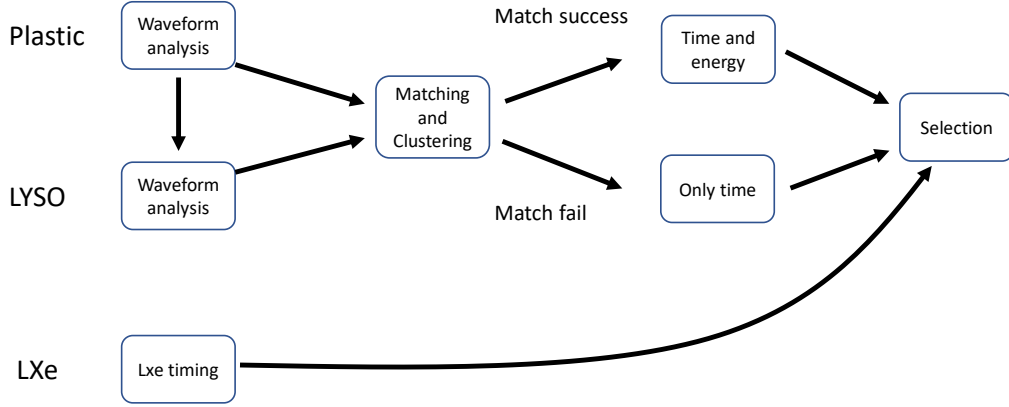 Plastic
Waveform
analysis
Match success
Time and
energy
Matching
and
Clustering
Selection
LYSO
Waveform
analysis
Only time
Match fail
LXe
Lxe timing